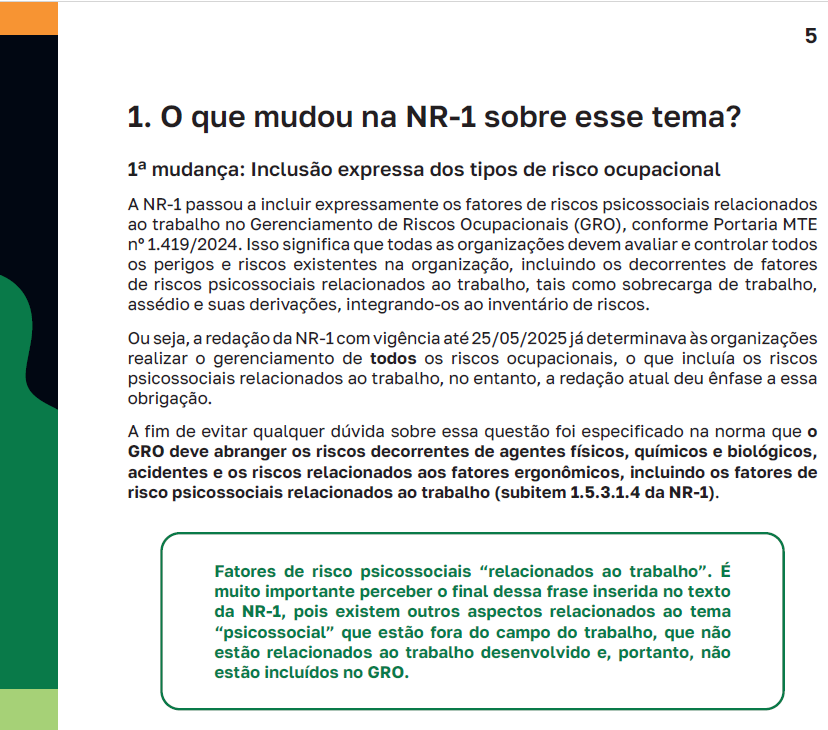 5
1. O que mudou na NR-1 sobre esse tema?
1ª mudança: Inclusão expressa dos tipos de risco ocupacional
A NR-1 passou a incluir expressamente os fatores de riscos psicossociais relacionados
ao trabalho no Gerenciamento de Riscos Ocupacionais (GRO), conforme Portaria MTE
nº 1.419/2024. Isso significa que todas as organizações devem avaliar e controlar todos
os perigos e riscos existentes na organização, incluindo os decorrentes de fatores
de riscos psicossociais relacionados ao trabalho, tais como sobrecarga de trabalho,
assédio e suas derivações, integrando-os ao inventário de riscos.
Ou seja, a redação da NR-1 com vigência até 25/05/2025 já determinava às organizações
realizar o gerenciamento de todos os riscos ocupacionais, o que incluía os riscos
psicossociais relacionados ao trabalho, no entanto, a redação atual deu ênfase a essa
obrigação.
A fim de evitar qualquer dúvida sobre essa questão foi especificado na norma que o
GRO deve abranger os riscos decorrentes de agentes físicos, químicos e biológicos,
acidentes e os riscos relacionados aos fatores ergonômicos, incluindo os fatores de
risco psicossociais relacionados ao trabalho (subitem 1.5.3.1.4 da NR-1).
Fatores de risco psicossociais “relacionados ao trabalho”. É
muito importante perceber o final dessa frase inserida no texto
da NR-1, pois existem outros aspectos relacionados ao tema
“psicossocial” que estão fora do campo do trabalho, que não
estão relacionados ao trabalho desenvolvido e, portanto, não
estão incluídos no GRO.